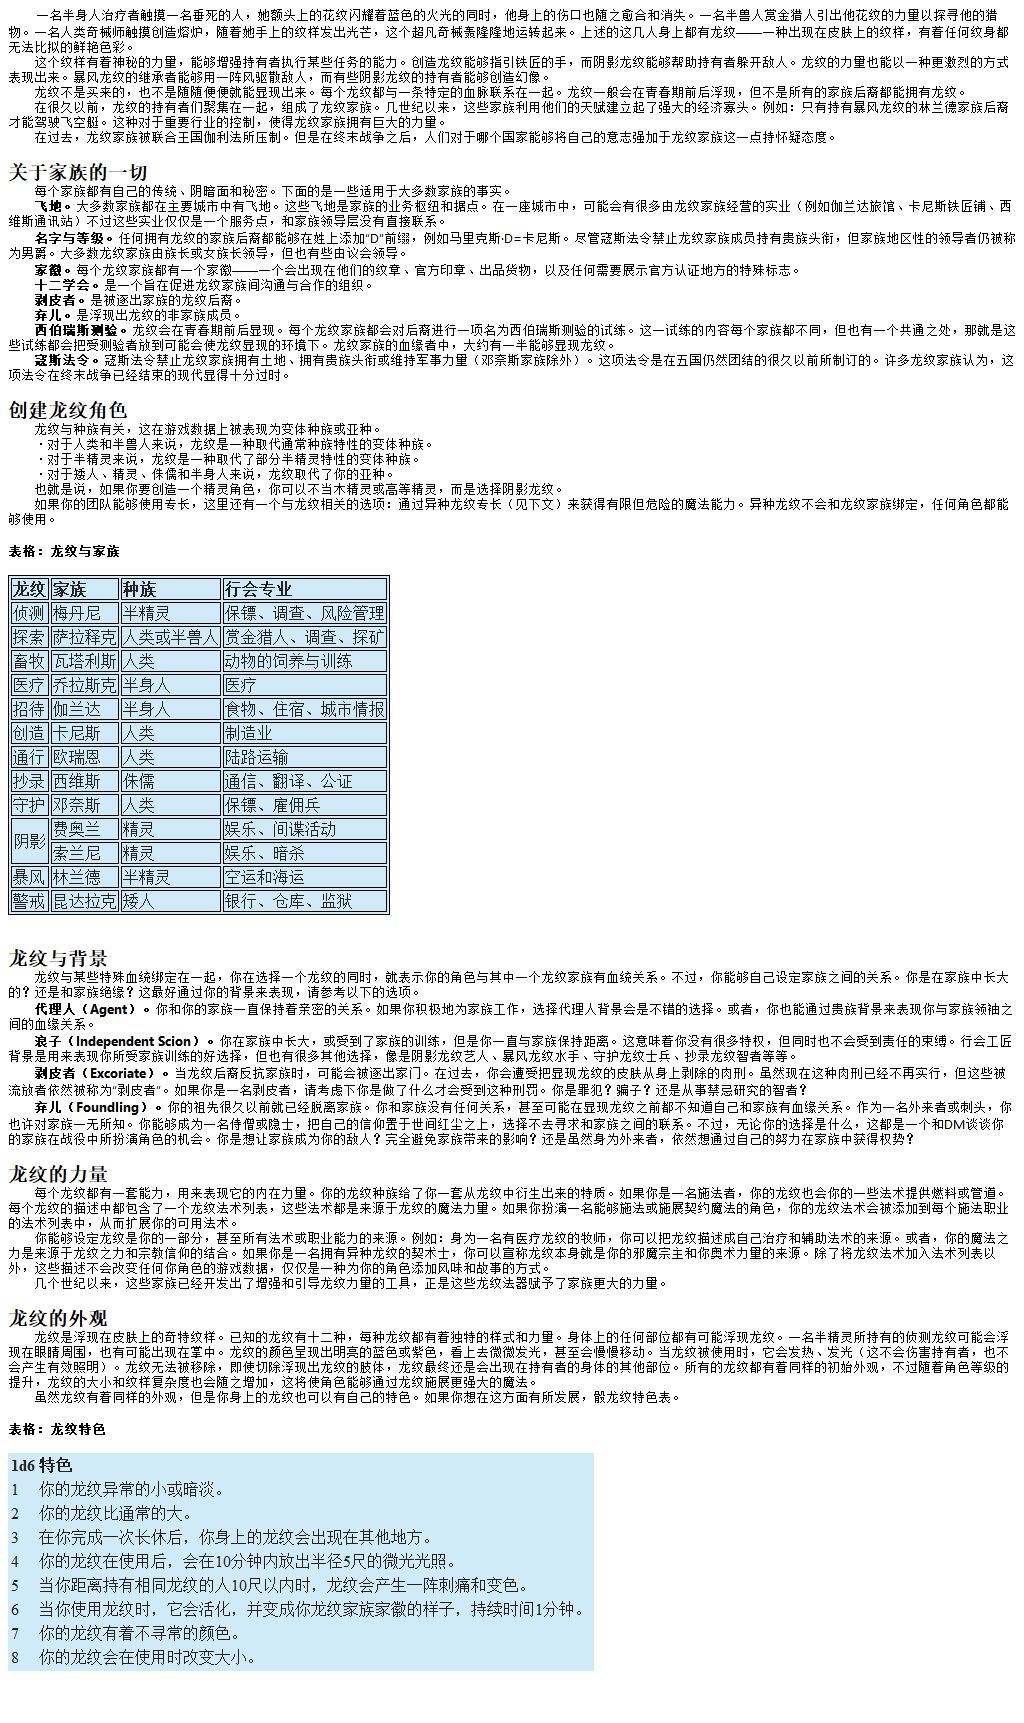 一名半身人治疗者触摸一名垂死的人，她额头上的花纹闪耀着蓝色的火光的同时，他身上的伤口也随之愈合和消失。一名半兽人赏金猎人引出他花纹的力量以探寻他的猎
物。一名人类奇械师触摸创造熔炉，随着她手上的纹样发出光芒，这个超凡奇械轰隆隆地运转起来。上述的这几人身上都有龙纹——一种出现在皮肤上的纹样，有着任何纹身都
无法比拟的鲜艳色彩。
这个纹样有着神秘的力量，能够增强持有者执行某些任务的能力。创造龙纹能够指引铁匠的手，而阴影龙纹能够帮助持有者躲开敌人。龙纹的力量也能以一种更激烈的方式
表现出来。暴风龙纹的继承者能够用一阵风驱散敌人，而有些阴影龙纹的持有者能够创造幻像。
龙纹不是买来的，也不是随随便便就能显现出来。每个龙纹都与一条特定的血脉联系在一起。龙纹一般会在青春期前后浮现，但不是所有的家族后裔都能拥有龙纹。
在很久以前，龙纹的持有者们聚集在一起，组成了龙纹家族。几世纪以来，这些家族利用他们的天赋建立起了强大的经济寡头。例如：只有持有暴风龙纹的林兰德家族后裔
才能驾驶飞空艇。这种对于重要行业的控制，使得龙纹家族拥有巨大的力量。
在过去，龙纹家族被联合王国伽利法所压制。但是在终末战争之后，人们对于哪个国家能够将自己的意志强加于龙纹家族这一点持怀疑态度。
关于家族的一切
每个家族都有自己的传统、阴暗面和秘密。下面的是一些适用于大多数家族的事实。
飞地。大多数家族都在主要城市中有飞地。这些飞地是家族的业务枢纽和据点。在一座城市中，可能会有很多由龙纹家族经营的实业（例如伽兰达旅馆、卡尼斯铁匠铺、西
维斯通讯站）不过这些实业仅仅是一个服务点，和家族领导层没有直接联系。
名字与等级。任何拥有龙纹的家族后裔都能够在姓上添加“D”前缀，例如马里克斯·D=卡尼斯。尽管寇斯法令禁止龙纹家族成员持有贵族头衔，但家族地区性的领导者仍被称
为男爵。大多数龙纹家族由族长或女族长领导，但也有些由议会领导。
家徽。每个龙纹家族都有一个家徽——一个会出现在他们的纹章、官方印章、出品货物，以及任何需要展示官方认证地方的特殊标志。
十二学会。是一个旨在促进龙纹家族间沟通与合作的组织。
剥皮者。是被逐出家族的龙纹后裔。
弃儿。是浮现出龙纹的非家族成员。
西伯瑞斯测验。龙纹会在青春期前后显现。每个龙纹家族都会对后裔进行一项名为西伯瑞斯测验的试练。这一试练的内容每个家族都不同，但也有一个共通之处，那就是这
些试练都会把受测验者放到可能会使龙纹显现的环境下。龙纹家族的血缘者中，大约有一半能够显现龙纹。
寇斯法令。寇斯法令禁止龙纹家族拥有土地、拥有贵族头衔或维持军事力量（邓奈斯家族除外）。这项法令是在五国仍然团结的很久以前所制订的。许多龙纹家族认为，这
项法令在终末战争已经结束的现代显得十分过时。
创建龙纹角色
龙纹与种族有关，这在游戏数据上被表现为变体种族或亚种。
·对于人类和半兽人来说，龙纹是一种取代通常种族特性的变体种族。
·对于半精灵来说，龙纹是一种取代了部分半精灵特性的变体种族。
·对于矮人、精灵、侏儒和半身人来说，龙纹取代了你的亚种。
也就是说，如果你要创造一个精灵角色，你可以不当木精灵或高等精灵，而是选择阴影龙纹。
如果你的团队能够使用专长，这里还有一个与龙纹相关的选项：通过异种龙纹专长（见下文）来获得有限但危险的魔法能力。异种龙纹不会和龙纹家族绑定，任何角色都能
够使用。
表格：龙纹与家族
龙纹 家族 种族 行会专业
侦测 梅丹尼 半精灵 保镖、调查、风险管理
探索 萨拉释克 人类或半兽人 赏金猎人、调查、探矿
畜牧 瓦塔利斯 人类 动物的饲养与训练
医疗 乔拉斯克 半身人 医疗
招待 伽兰达 半身人 食物、住宿、城市情报
创造 卡尼斯 人类 制造业
通行 欧瑞恩 人类 陆路运输
抄录 西维斯 侏儒 通信、翻译、公证
守护 邓奈斯 人类 保镖、雇佣兵
阴影 费奥兰 精灵 娱乐、间谍活动
索兰尼 精灵 娱乐、暗杀
暴风 林兰德 半精灵 空运和海运
警戒 昆达拉克 矮人 银行、仓库、监狱
龙纹与背景
龙纹与某些特殊血统绑定在一起，你在选择一个龙纹的同时，就表示你的角色与其中一个龙纹家族有血统关系。不过，你能够自己设定家族之间的关系。你是在家族中长大
的？还是和家族绝缘？这最好通过你的背景来表现，请参考以下的选项。
代理人（Agent）。你和你的家族一直保持着亲密的关系。如果你积极地为家族工作，选择代理人背景会是不错的选择。或者，你也能通过贵族背景来表现你与家族领袖之
间的血缘关系。
浪子（Independent Scion）。你在家族中长大，或受到了家族的训练，但是你一直与家族保持距离。这意味着你没有很多特权，但同时也不会受到责任的束缚。行会工匠
背景是用来表现你所受家族训练的好选择，但也有很多其他选择，像是阴影龙纹艺人、暴风龙纹水手、守护龙纹士兵、抄录龙纹智者等等。
剥皮者（Excoriate）。当龙纹后裔反抗家族时，可能会被逐出家门。在过去，你会遭受把显现龙纹的皮肤从身上剥除的肉刑。虽然现在这种肉刑已经不再实行，但这些被
流放者依然被称为“剥皮者”。如果你是一名剥皮者，请考虑下你是做了什么才会受到这种刑罚？你是罪犯？骗子？还是从事禁忌研究的智者？
弃儿（Foundling）。你的祖先很久以前就已经脱离家族。你和家族没有任何关系，甚至可能在显现龙纹之前都不知道自己和家族有血缘关系。作为一名外来者或刺头，你
也许对家族一无所知。你能够成为一名侍僧或隐士，把自己的信仰置于世间红尘之上，选择不去寻求和家族之间的联系。不过，无论你的选择是什么，这都是一个和DM谈谈你
的家族在战役中所扮演角色的机会。你是想让家族成为你的敌人？完全避免家族带来的影响？还是虽然身为外来者，依然想通过自己的努力在家族中获得权势？
龙纹的力量
每个龙纹都有一套能力，用来表现它的内在力量。你的龙纹种族给了你一套从龙纹中衍生出来的特质。如果你是一名施法者，你的龙纹也会你的一些法术提供燃料或管道。
每个龙纹的描述中都包含了一个龙纹法术列表，这些法术都是来源于龙纹的魔法力量。如果你扮演一名能够施法或施展契约魔法的角色，你的龙纹法术会被添加到每个施法职业
的法术列表中，从而扩展你的可用法术。
你能够设定龙纹是你的一部分，甚至所有法术或职业能力的来源。例如：身为一名有医疗龙纹的牧师，你可以把龙纹描述成自己治疗和辅助法术的来源。或者，你的魔法之
力是来源于龙纹之力和宗教信仰的结合。如果你是一名拥有异种龙纹的契术士，你可以宣称龙纹本身就是你的邪魔宗主和你奥术力量的来源。除了将龙纹法术加入法术列表以
外，这些描述不会改变任何你角色的游戏数据，仅仅是一种为你的角色添加风味和故事的方式。
几个世纪以来，这些家族已经开发出了增强和引导龙纹力量的工具，正是这些龙纹法器赋予了家族更大的力量。
龙纹的外观
龙纹是浮现在皮肤上的奇特纹样。已知的龙纹有十二种，每种龙纹都有着独特的样式和力量。身体上的任何部位都有可能浮现龙纹。一名半精灵所持有的侦测龙纹可能会浮
现在眼睛周围，也有可能出现在掌中。龙纹的颜色呈现出明亮的蓝色或紫色，看上去微微发光，甚至会慢慢移动。当龙纹被使用时，它会发热、发光（这不会伤害持有者，也不
会产生有效照明）。龙纹无法被移除，即使切除浮现出龙纹的肢体，龙纹最终还是会出现在持有者的身体的其他部位。所有的龙纹都有着同样的初始外观，不过随着角色等级的
提升，龙纹的大小和纹样复杂度也会随之增加，这将使角色能够通过龙纹施展更强大的魔法。
虽然龙纹有着同样的外观，但是你身上的龙纹也可以有自己的特色。如果你想在这方面有所发展，骰龙纹特色表。
表格：龙纹特色
1d6 特色
1 你的龙纹异常的小或暗淡。
2 你的龙纹比通常的大。
3 在你完成一次长休后，你身上的龙纹会出现在其他地方。
4 你的龙纹在使用后，会在10分钟内放出半径5尺的微光光照。
5 当你距离持有相同龙纹的人10尺以内时，龙纹会产生一阵刺痛和变色。
6 当你使用龙纹时，它会活化，并变成你龙纹家族家徽的样子，持续时间1分钟。
7 你的龙纹有着不寻常的颜色。
8 你的龙纹会在使用时改变大小。